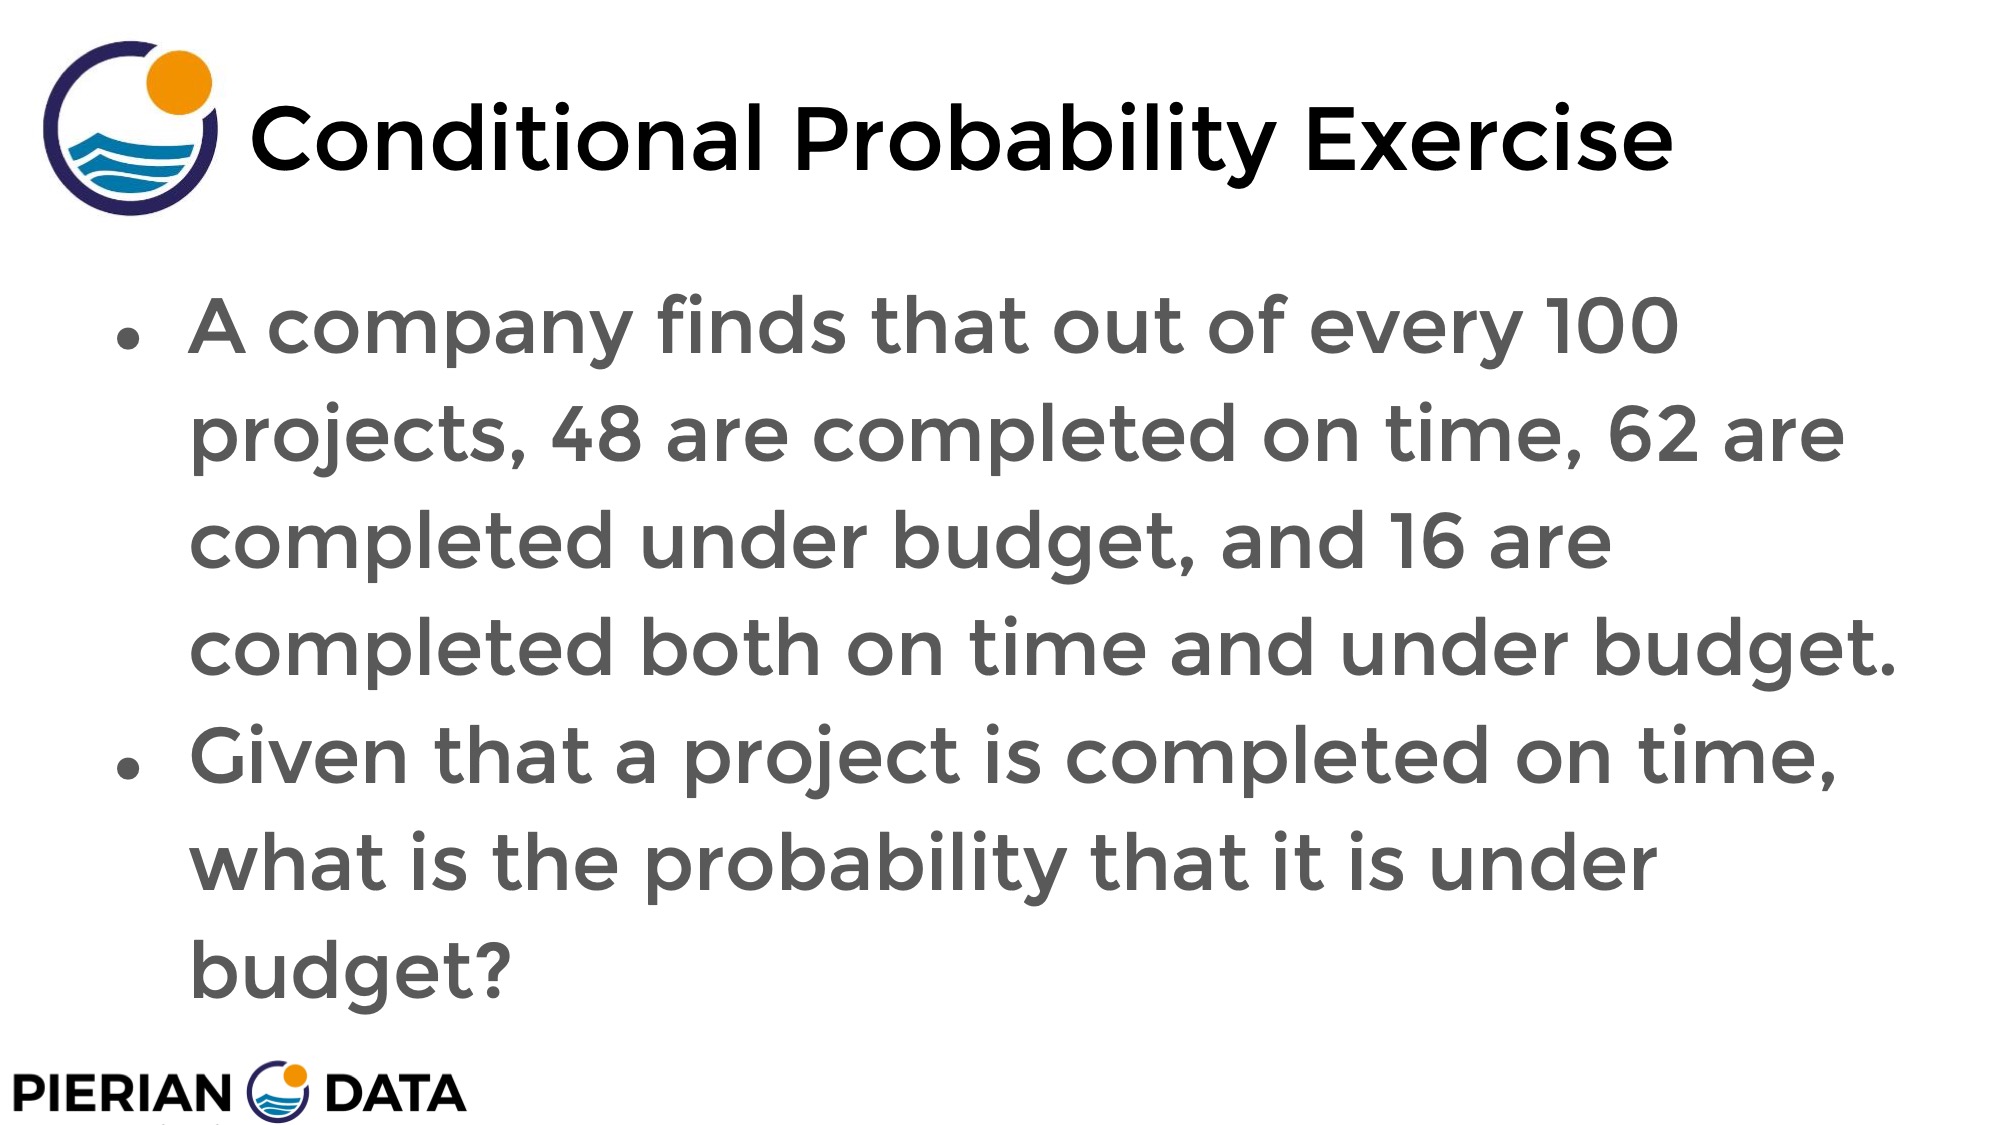 Conditional Probability Exercise
● A company finds that out of every 100
projects, 48 are completed on time, 62 are
completed under budget, and 16 are
completed both on time and under budget.
● Given that a project is completed on time,
what is the probability that it is under
budget?
PIERIAN DATA